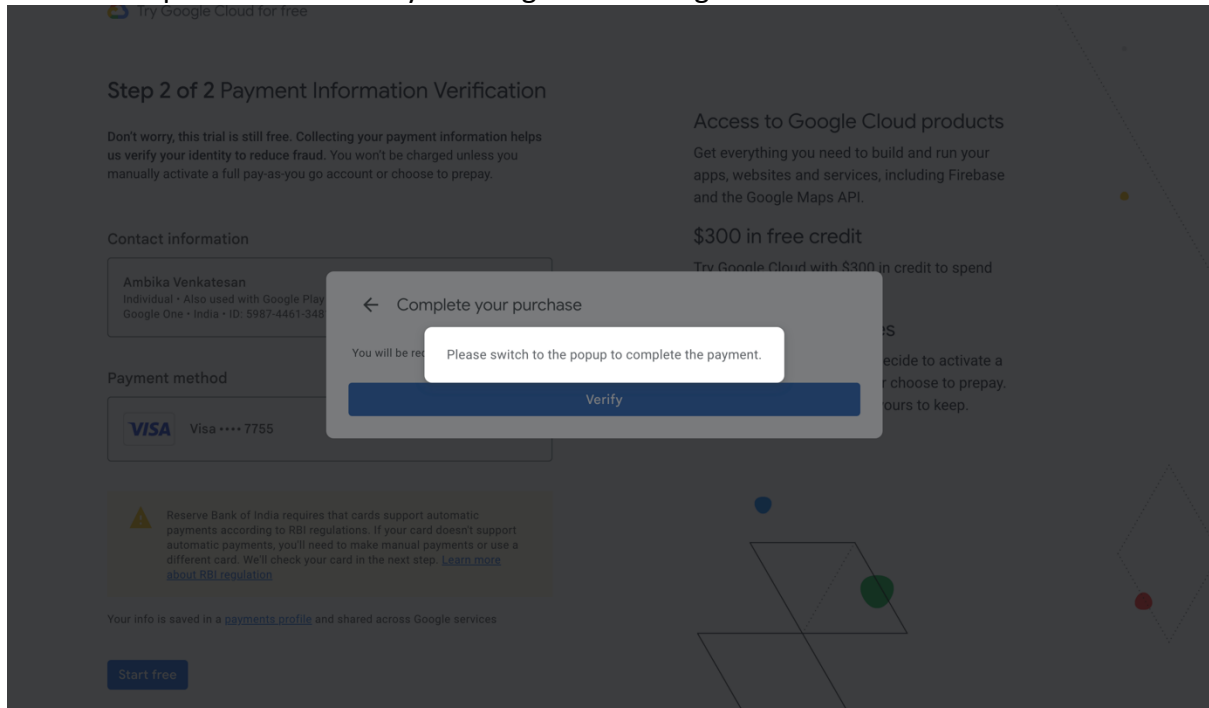 Try Google Cloud for free
Step 2 of 2 Payment Information Verification
Don't worry, this trial is still free. Collecting your payment information helps
us verify your identity to reduce fraud. You won't be charged unless you
manually activate a full pay-as-you go account or choose to prepay.
Contact information
Ambika Venkatesan
Individual • Also used with Google Play
Google One • India • ID: 5987-4461-348
Payment method
VISA Visa •••• 7755
Reserve Bank of India requires that cards support automatic
payments according to RBI regulations. If your card doesn't support
automatic payments, you'll need to make manual payments or use a
different card. We'll check your card in the next step. Learn more
about RBI regulation
Your info is saved in a payments profile and shared across Google services
Start free
Complete your purchase
You will be
Please switch to the popup to complete the payment.
Verify
Access to Google Cloud products
Get everything you need to build and run your
apps, websites and services, including Firebase
and the Google Maps API.
$300 in free credit
Try Google Cloud with $300 in credit to spend
ecide to activate a
choose to prepay.
ours to keep.